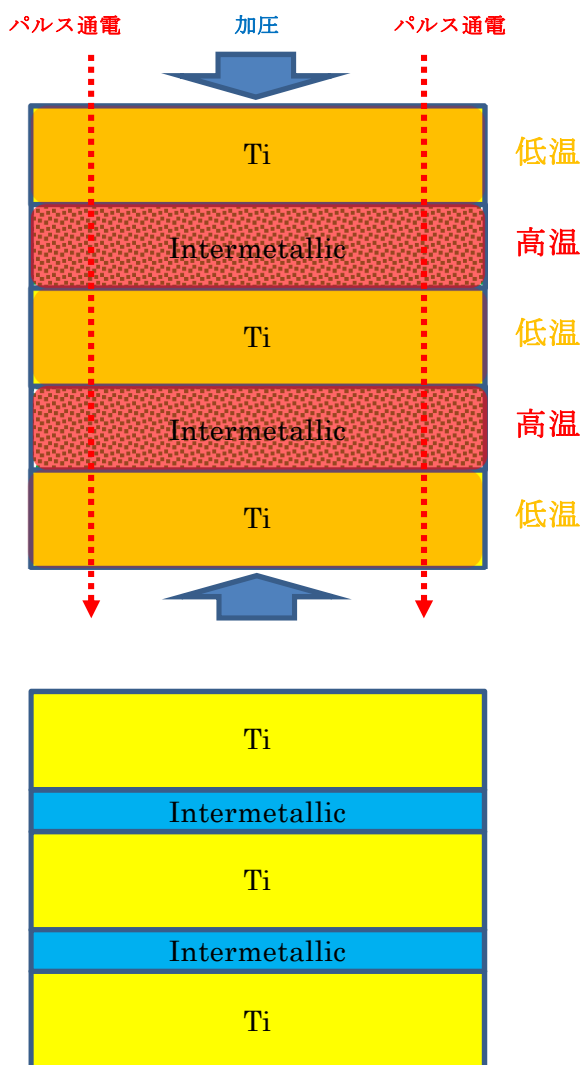 パルス通電 加圧 パルス通電
Ti 低温
Intermetallic 高温
Ti 低温
Intermetallic 高温
Ti 低温
Ti
Intermetallic
Ti
Intermetallic
Ti